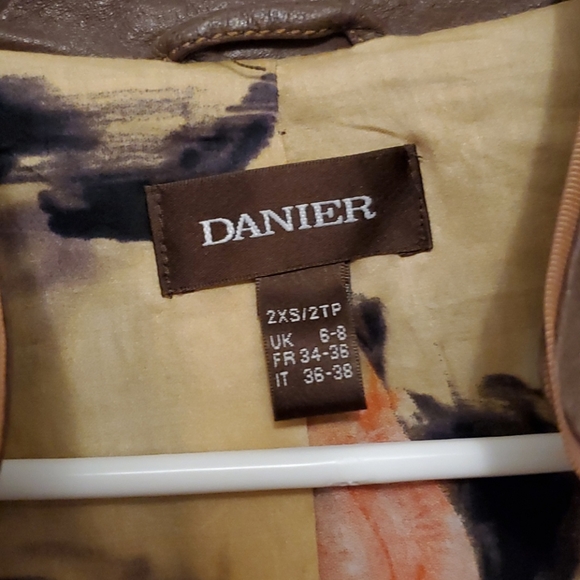 DANIER
2XS/2TP
UK 6-8
FR 34-36
IT 36-38